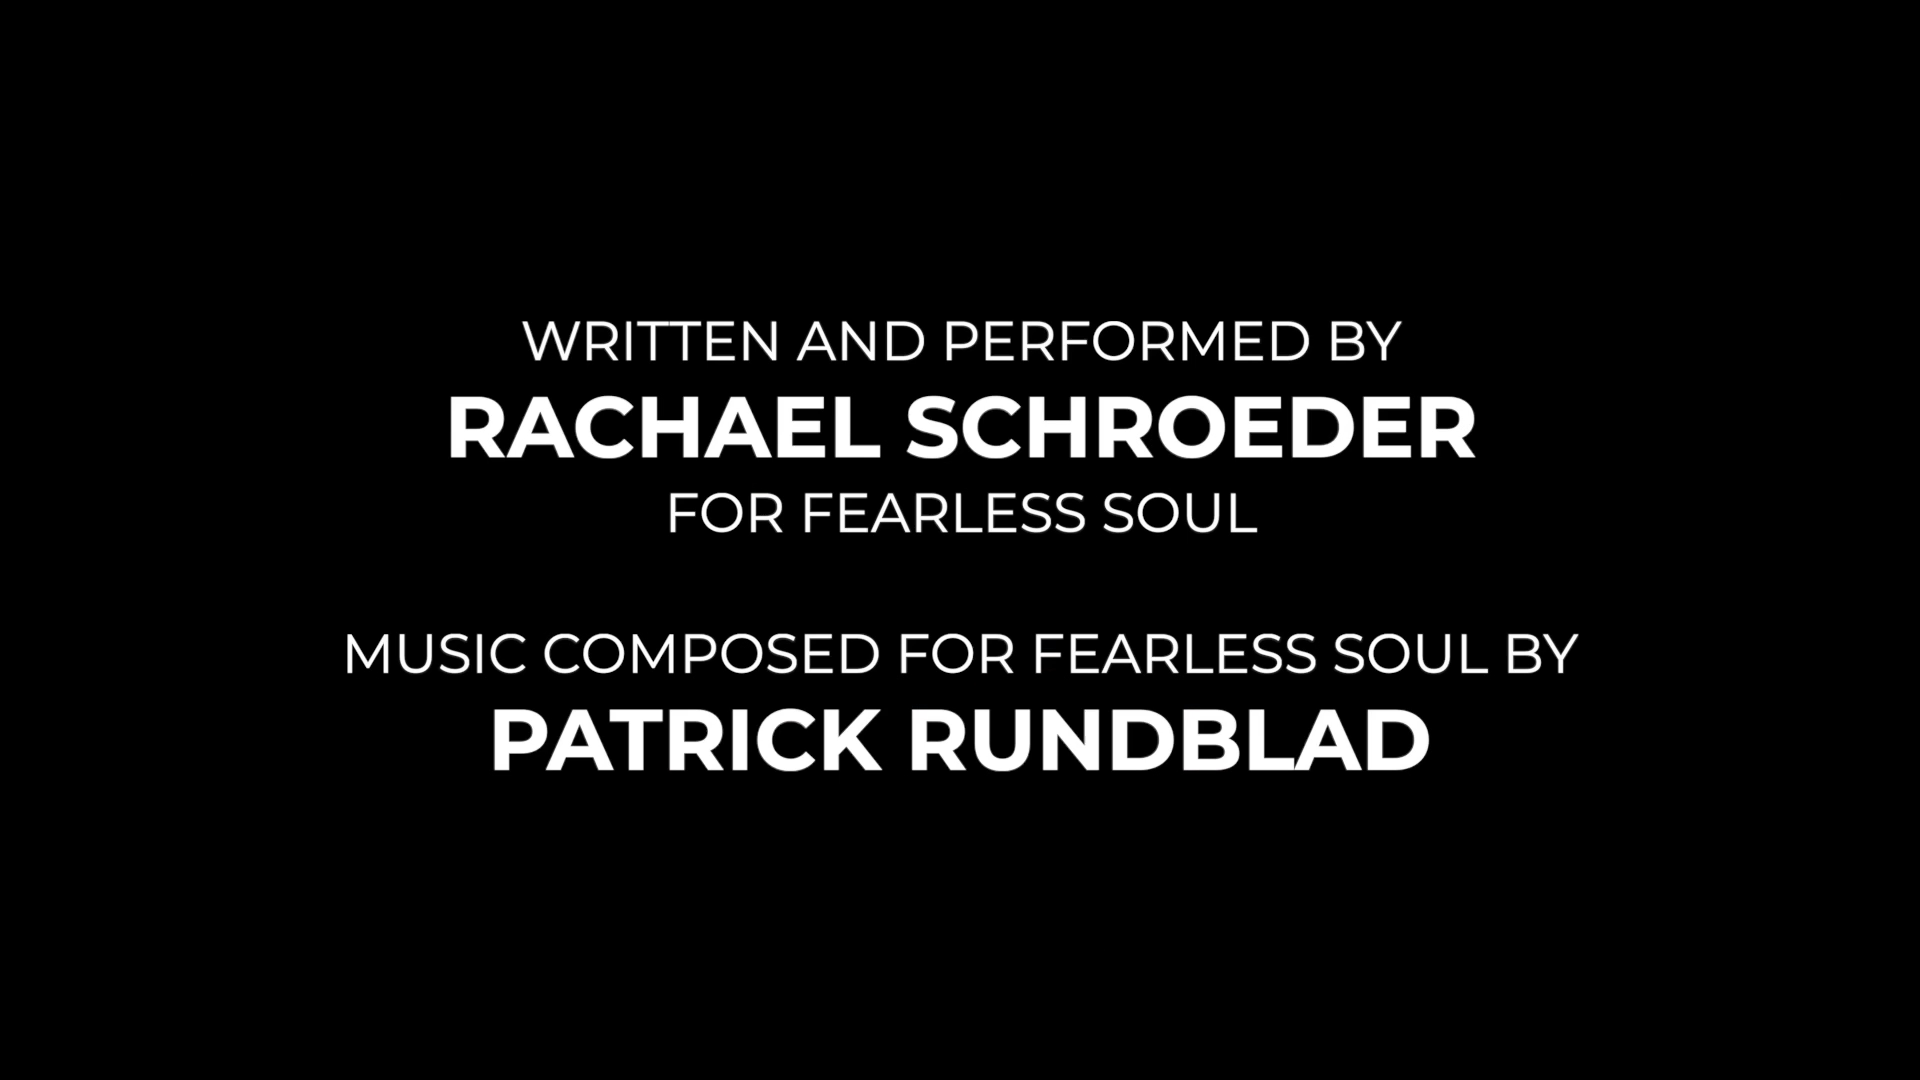 WRITTEN AND PERFORMED BY
RACHAEL SCHROEDER
FOR FEARLESS SOUL
MUSIC COMPOSED FOR FEARLESS SOUL BY
PATRICK RUNDBLAD